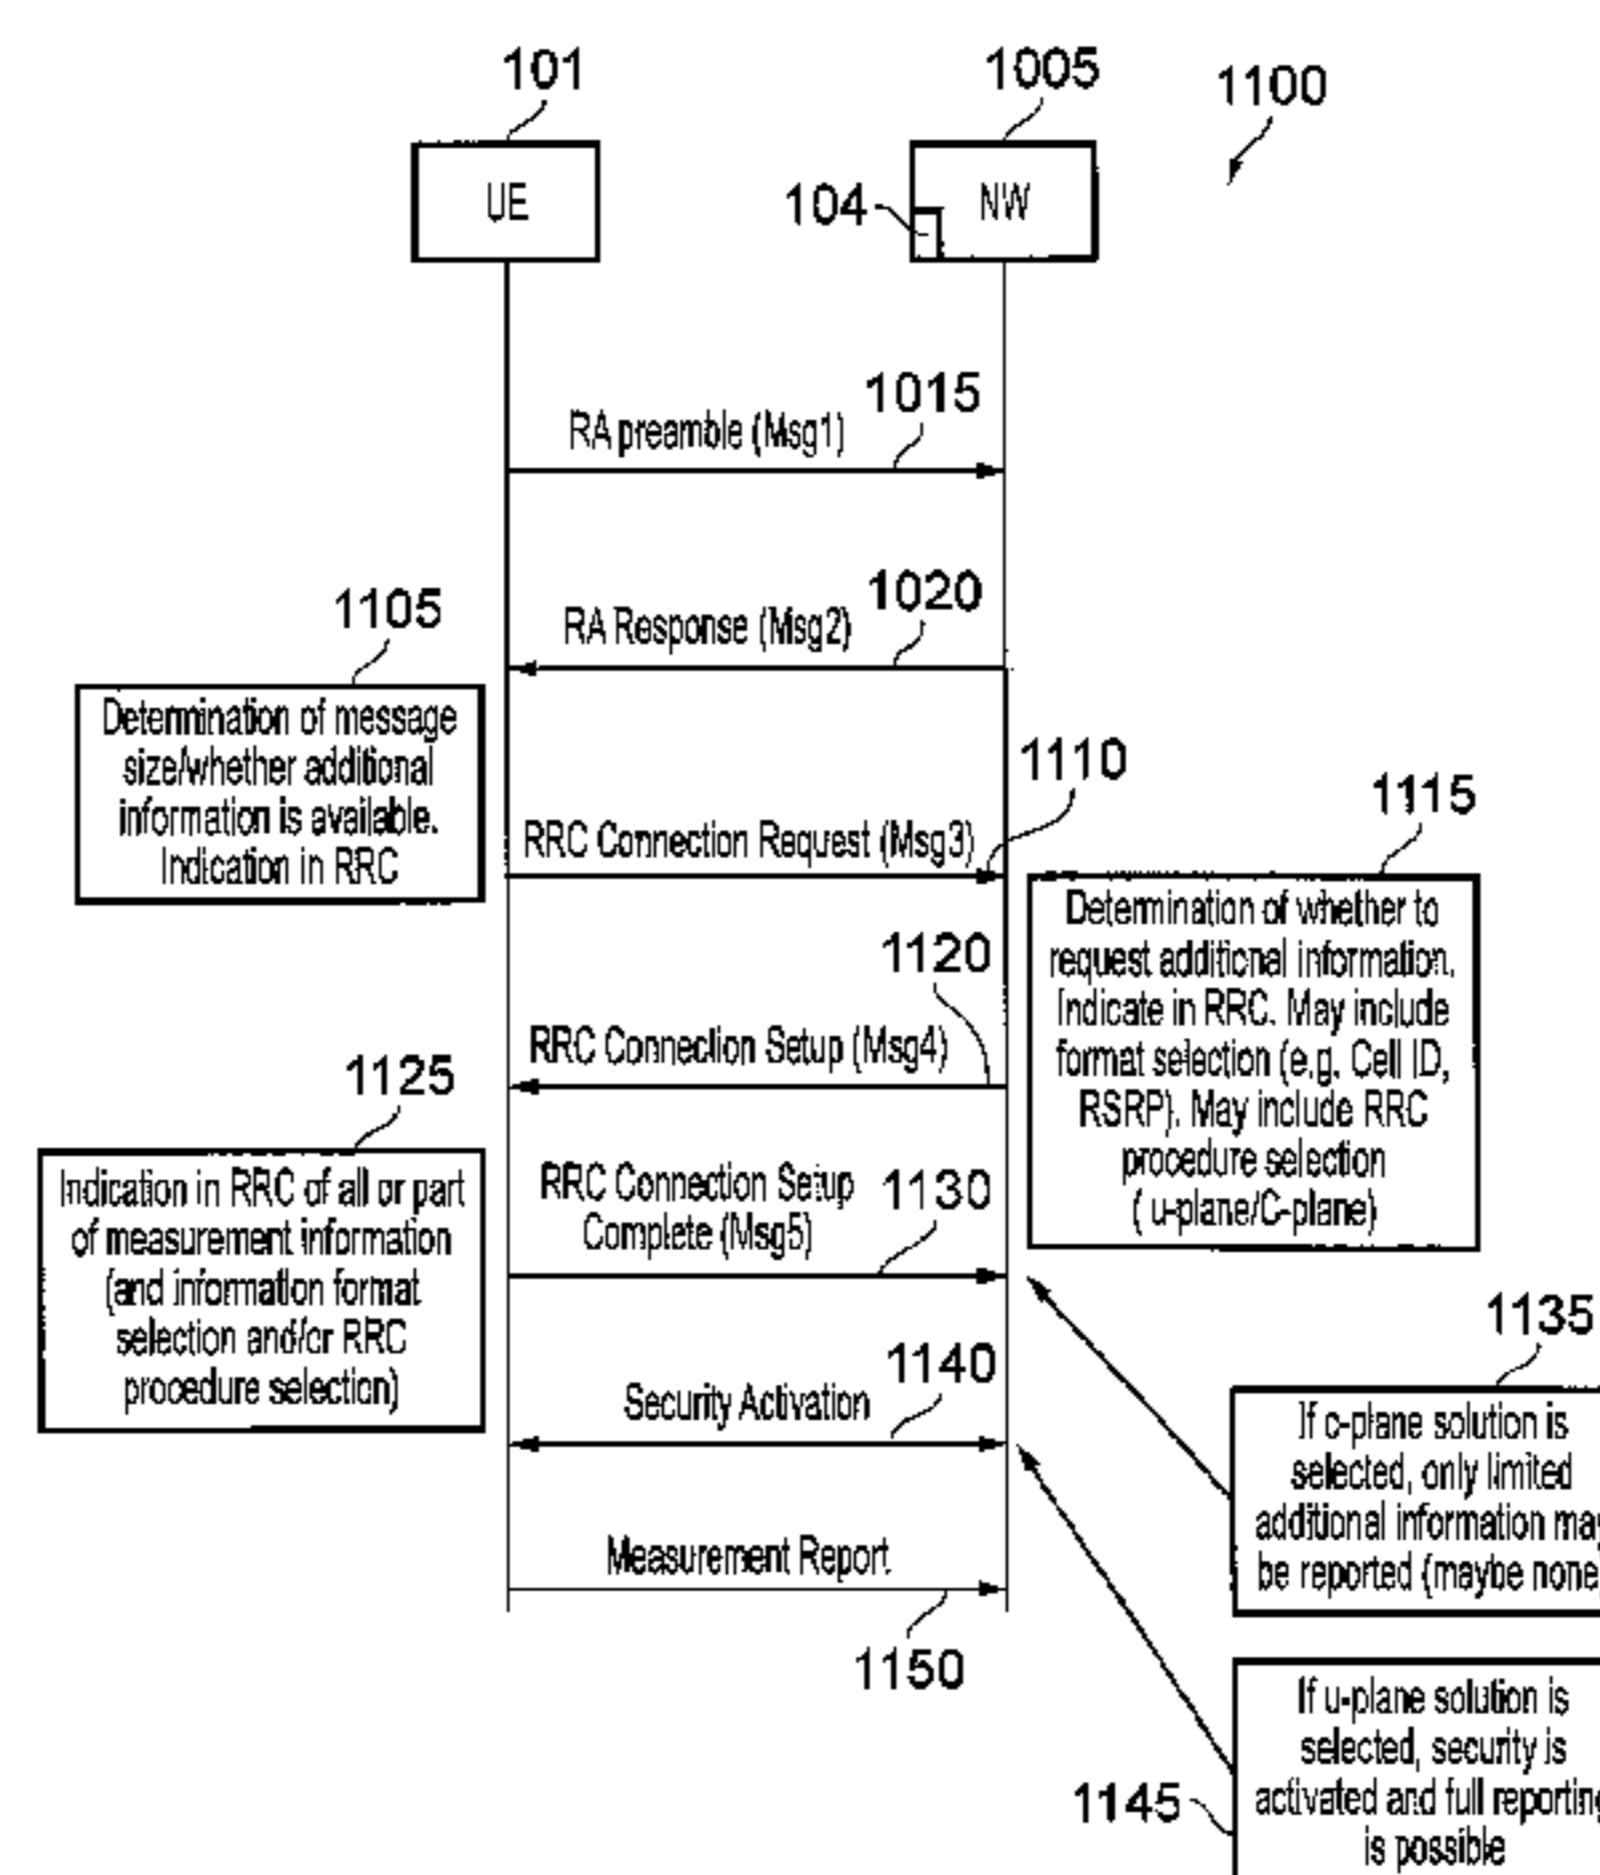 101
1005
1100
UE
104
NW
1015
RA preamble (Msg1)
1020
RA Response (Msg2)
1105
Determination of message
size/whether additional
information is available.
Indication in RRC
1110
RRC Connection Request (Msg3)
1115
Determination of whether to
request additional information.
Indicate in RRC. May include
format selection (e.g. Cell ID,
RSRP). May include RRC
procedure selection
( u-plane/C-plane)
1120
RRC Connection Setup (Msg4)
1125
Indication in RRC of all or part
of measurement information
(and information format
selection and/or RRC
procedure selection)
RRC Connection Setup
Complete (Msg5)
1130
1135
If c-plane solution is
selected, only limited
additional information may
be reported (maybe none)
1140
Security Activation
Measurement Report
1150
1145
If u-plane solution is
selected, security is
activated and full reporting
is possible